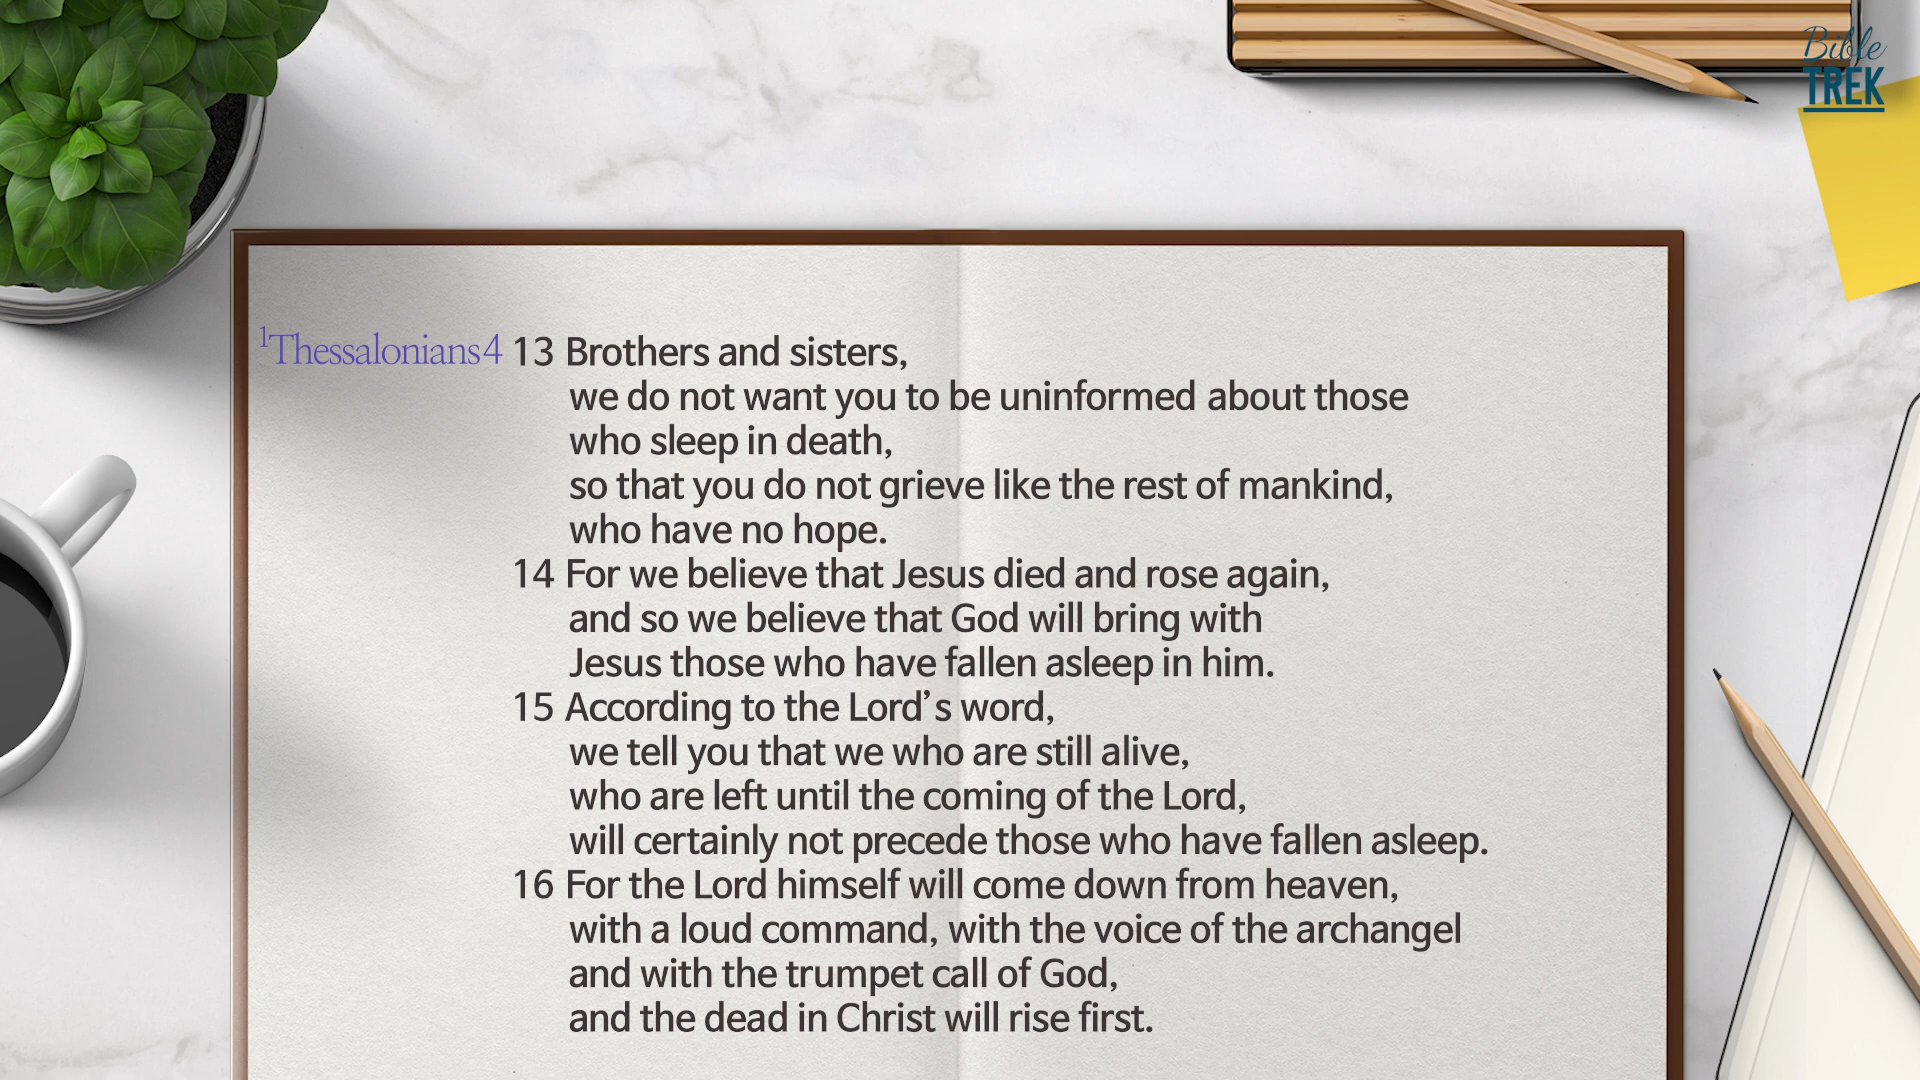 Bible
TREK
1Thessalonians4 13 Brothers and sisters,
we do not want you to be uninformed about those
who sleep in death,
so that you do not grieve like the rest of mankind,
who have no hope.
14 For we believe that Jesus died and rose again,
and so we believe that God will bring with
Jesus those who have fallen asleep in him.
15 According to the Lord’s word,
we tell you that we who are still alive,
who are left until the coming of the Lord,
will certainly not precede those who have fallen asleep.
16 For the Lord himself will come down from heaven,
with a loud command, with the voice of the archangel
and with the trumpet call of God,
and the dead in Christ will rise first.